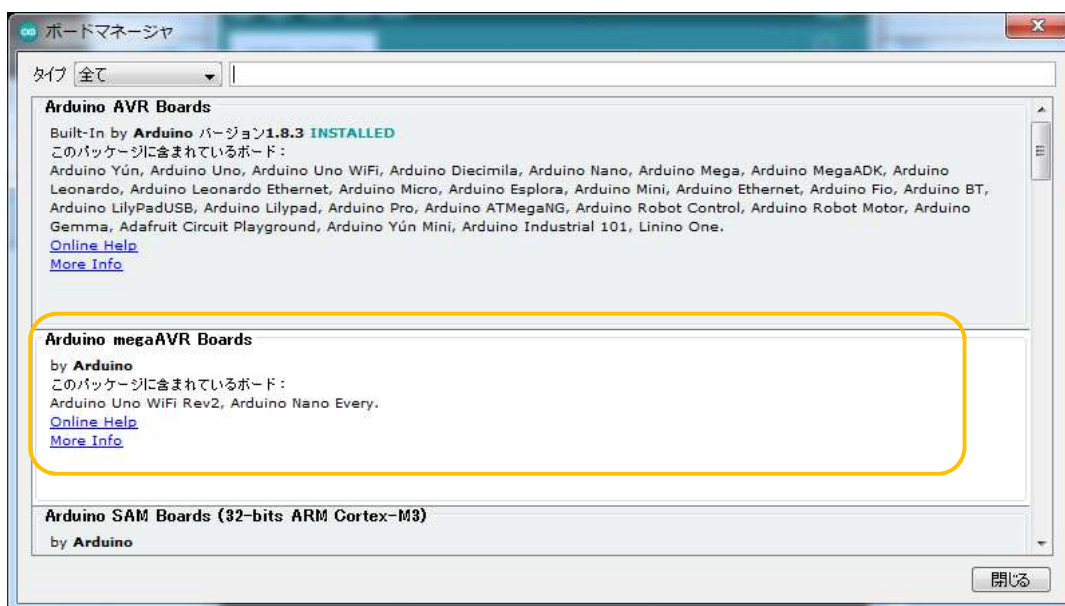 ボードマネージャ
タイプ 全て
Arduino AVR Boards
Built-In by Arduino バージョン1.8.3 INSTALLED
このパッケージに含まれているボード：
Arduino Yún, Arduino Uno, Arduino Uno WiFi, Arduino Diecimila, Arduino Nano, Arduino Mega, Arduino MegaADK, Arduino
Leonardo, Arduino Leonardo Ethernet, Arduino Micro, Arduino Esplora, Arduino Mini, Arduino Ethernet, Arduino Fio, Arduino BT,
Arduino LilyPadUSB, Arduino Lilypad, Arduino Pro, Arduino ATMegaNG, Arduino Robot Control, Arduino Robot Motor, Arduino
Gemma, Adafruit Circuit Playground, Arduino Yún Mini, Arduino Industrial 101, Linino One.
Online Help
More Info
Arduino megaAVR Boards
by Arduino
このパッケージに含まれているボード：
Arduino Uno WiFi Rev2, Arduino Nano Every.
Online Help
More Info
Arduino SAM Boards (32-bits ARM Cortex-M3)
by Arduino
閉じる